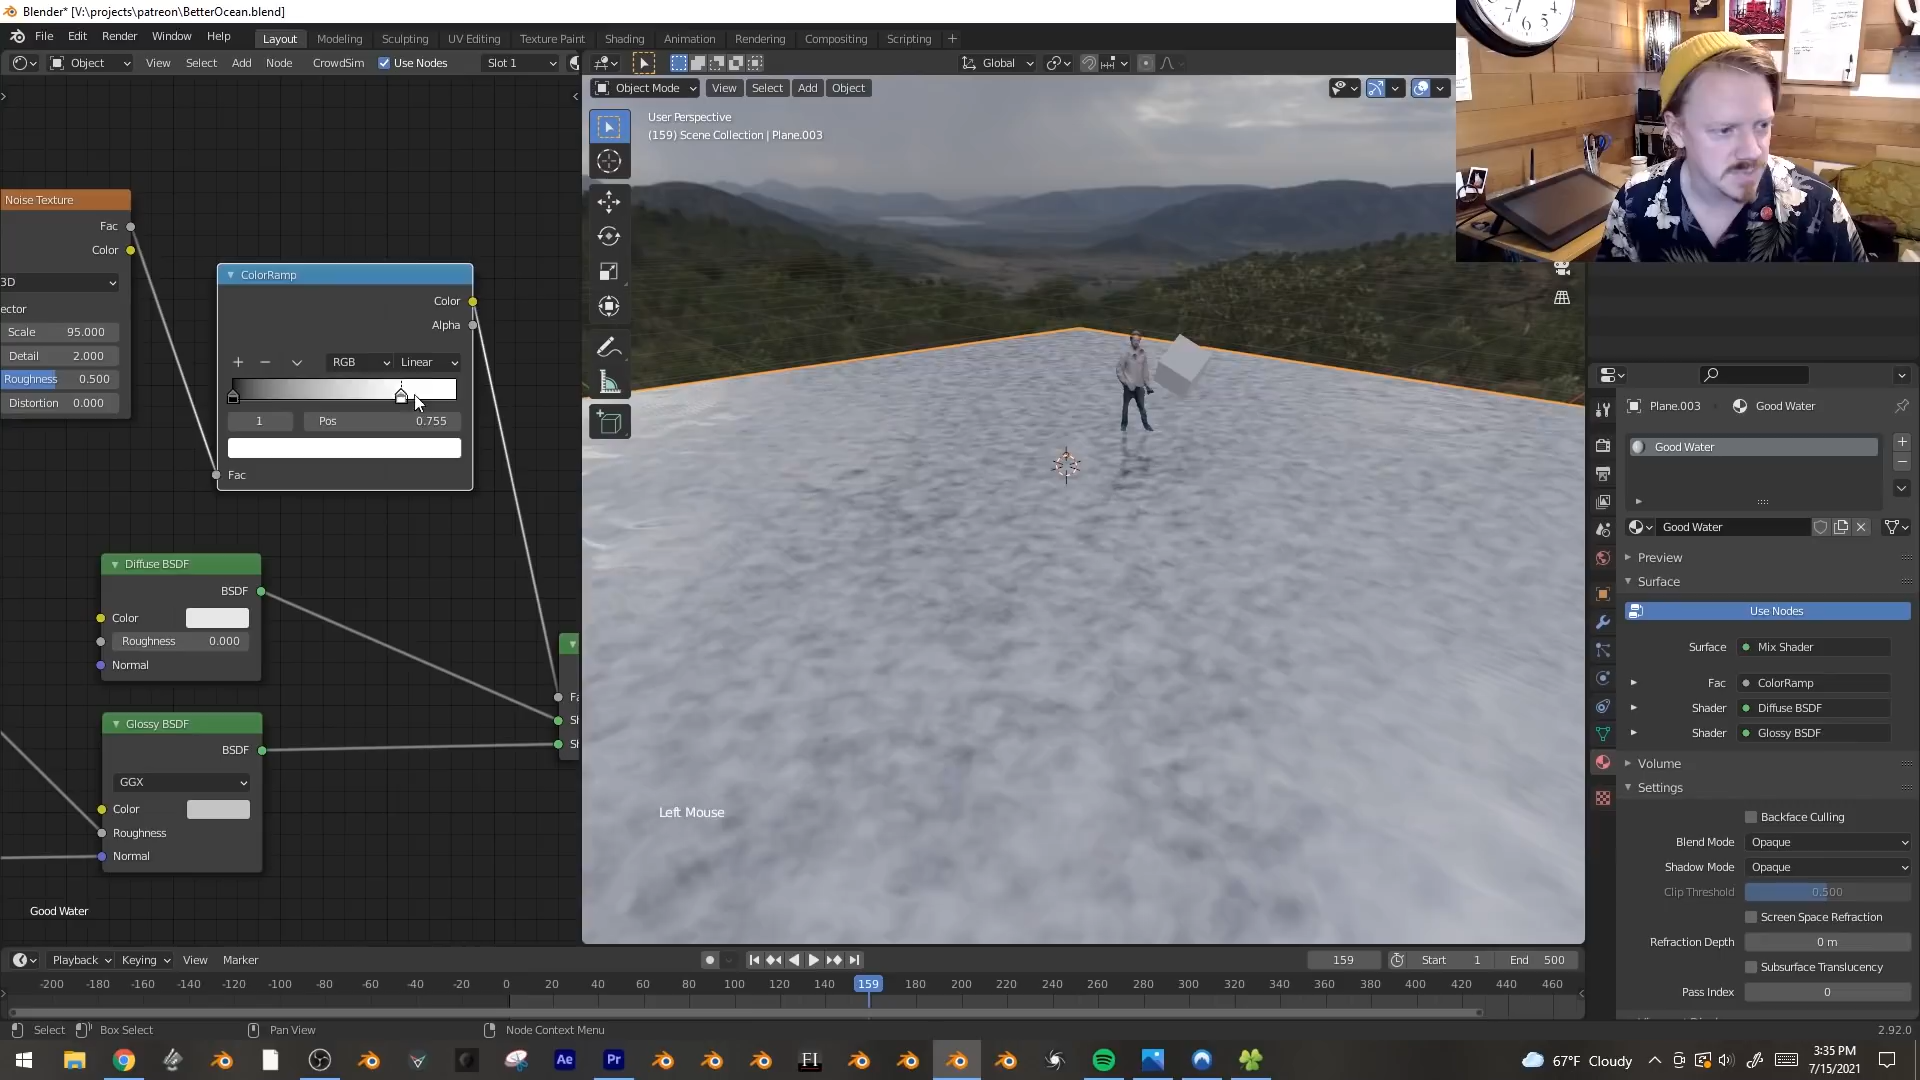 Blender* [V:\projects\patreon\BetterOcean.blend]
File Edit Render Window Help Layout Modeling Sculpting UV Editing Texture Paint Shading Animation Rendering Compositing Scripting +
Object View Select Add Node CrowdSim Use Nodes Slot 1 Global
Object Mode View Select Add Object
User Perspective
(159) Scene Collection | Plane.003
Noise Texture
Fac
Color
3D
ector
Scale 95.000
Detail 2.000
Roughness 0.500
Distortion 0.000
ColorRamp
Color
Alpha
RGB Linear
1 Pos 0.755
Fac
Diffuse BSDF
BSDF
Color
Roughness 0.000
Normal
Glossy BSDF
BSDF
GGX
Color
Roughness
Normal
Fa
Sh
Sh
Good Water
Left Mouse
Plane.003 Good Water
Good Water
Good Water
Preview
Surface
Use Nodes
Surface Mix Shader
Fac ColorRamp
Shader Diffuse BSDF
Shader Glossy BSDF
Volume
Settings
Backface Culling
Blend Mode Opaque
Shadow Mode Opaque
Clip Threshold 0.500
Screen Space Refraction
Refraction Depth 0 m
Subsurface Translucency
Pass Index 0
Playback Keying View Marker 159 Start 1 End 500
-200 -180 -160 -140 -120 -100 -80 -60 -40 -20 0 20 40 60 80 100 120 140 159 180 200 220 240 260 280 300 320 340 360 380 400 420 440 460
Select Box Select Pan View Node Context Menu 2.92.0
Ae Pr FI 67°F Cloudy 3:35 PM
7/15/2021